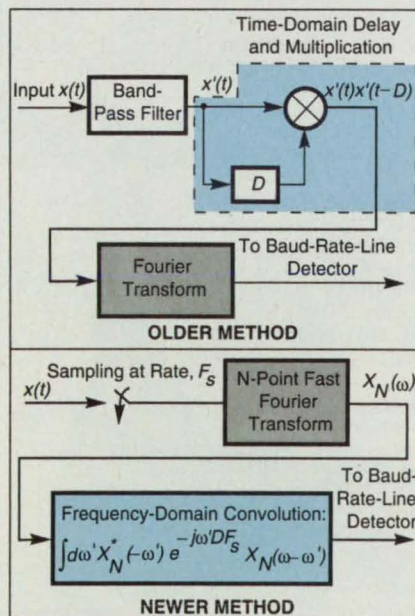 Time-Domain Delay
and Multiplication
Input x(t)
Band-
Pass Filter
x'(t)
x'(t)x'(t–D)
D
To Baud-Rate-Line
Detector
Fourier
Transform
OLDER METHOD
x(t)
Sampling at Rate, F_s
N-Point Fast
Fourier
Transform
X_N(ω)
To Baud-
Rate-Line
Detector
Frequency-Domain Convolution:
∫dω' X*_N(–ω') e^(–jω'DF_s) X_N(ω–ω')
NEWER METHOD